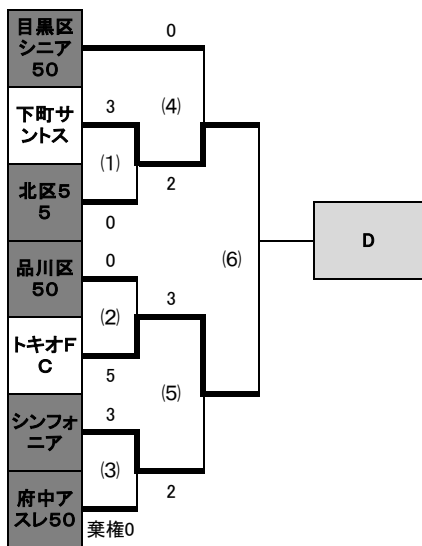 目黒区
シニア
50
0
下町サ
ントス
3
(4)
(1)
北区5
5
2
0
(6)
D
品川区
50
0
3
(2)
トキオF
C
5
(5)
シンフォ
ニア
3
(3)
2
府中ア
スレ50
棄権0